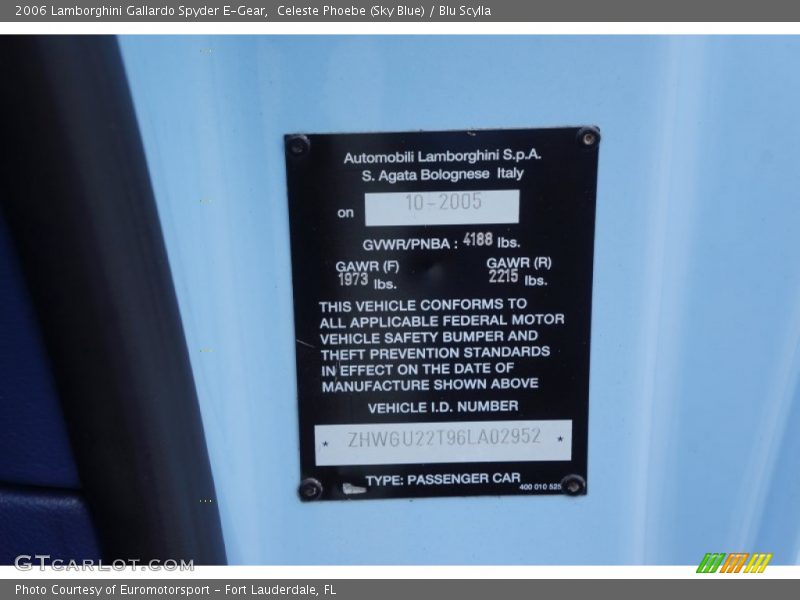 2006 Lamborghini Gallardo Spyder E-Gear,  Celeste Phoebe (Sky Blue) / Blu Scylla
Automobili Lamborghini S.p.A.
S. Agata Bolognese Italy
on 10-2005
GVWR/PNBA : 4188 lbs.
GAWR (F) GAWR (R)
1973 lbs. 2215 lbs.
THIS VEHICLE CONFORMS TO
ALL APPLICABLE FEDERAL MOTOR
VEHICLE SAFETY BUMPER AND
THEFT PREVENTION STANDARDS
IN EFFECT ON THE DATE OF
MANUFACTURE SHOWN ABOVE
VEHICLE I.D. NUMBER
* ZHWGU22T96LA02952 *
TYPE: PASSENGER CAR
400 010 525
GTCARLOT.COM
Photo Courtesy of Euromotorsport - Fort Lauderdale, FL